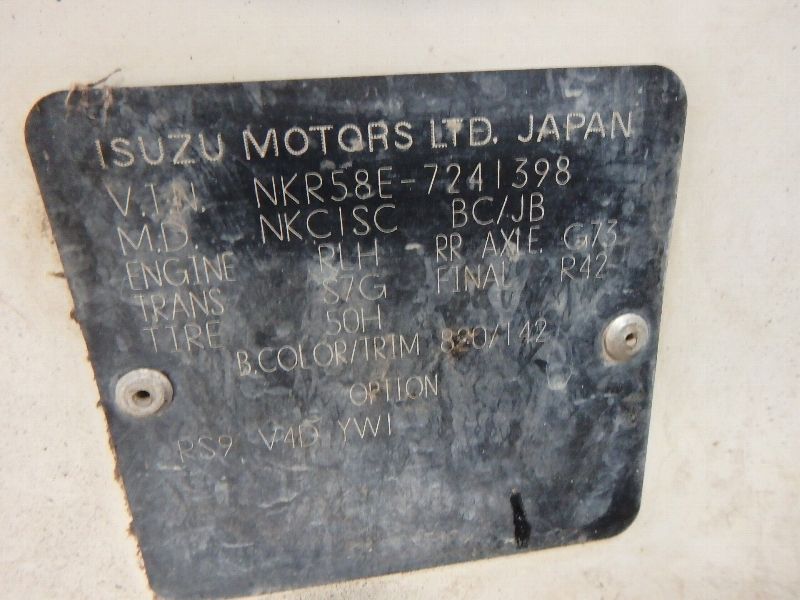 ISUZU MOTORS LTD. JAPAN
V.I.N. NKR58E-7241398
M.D. NKC1SC BC/JB
ENGINE RLH RR AXLE. G73
TRANS S7G FINAL R42
TIRE 50H
B.COLOR/TRIM /142
OPTION
RS9 V4D YW1